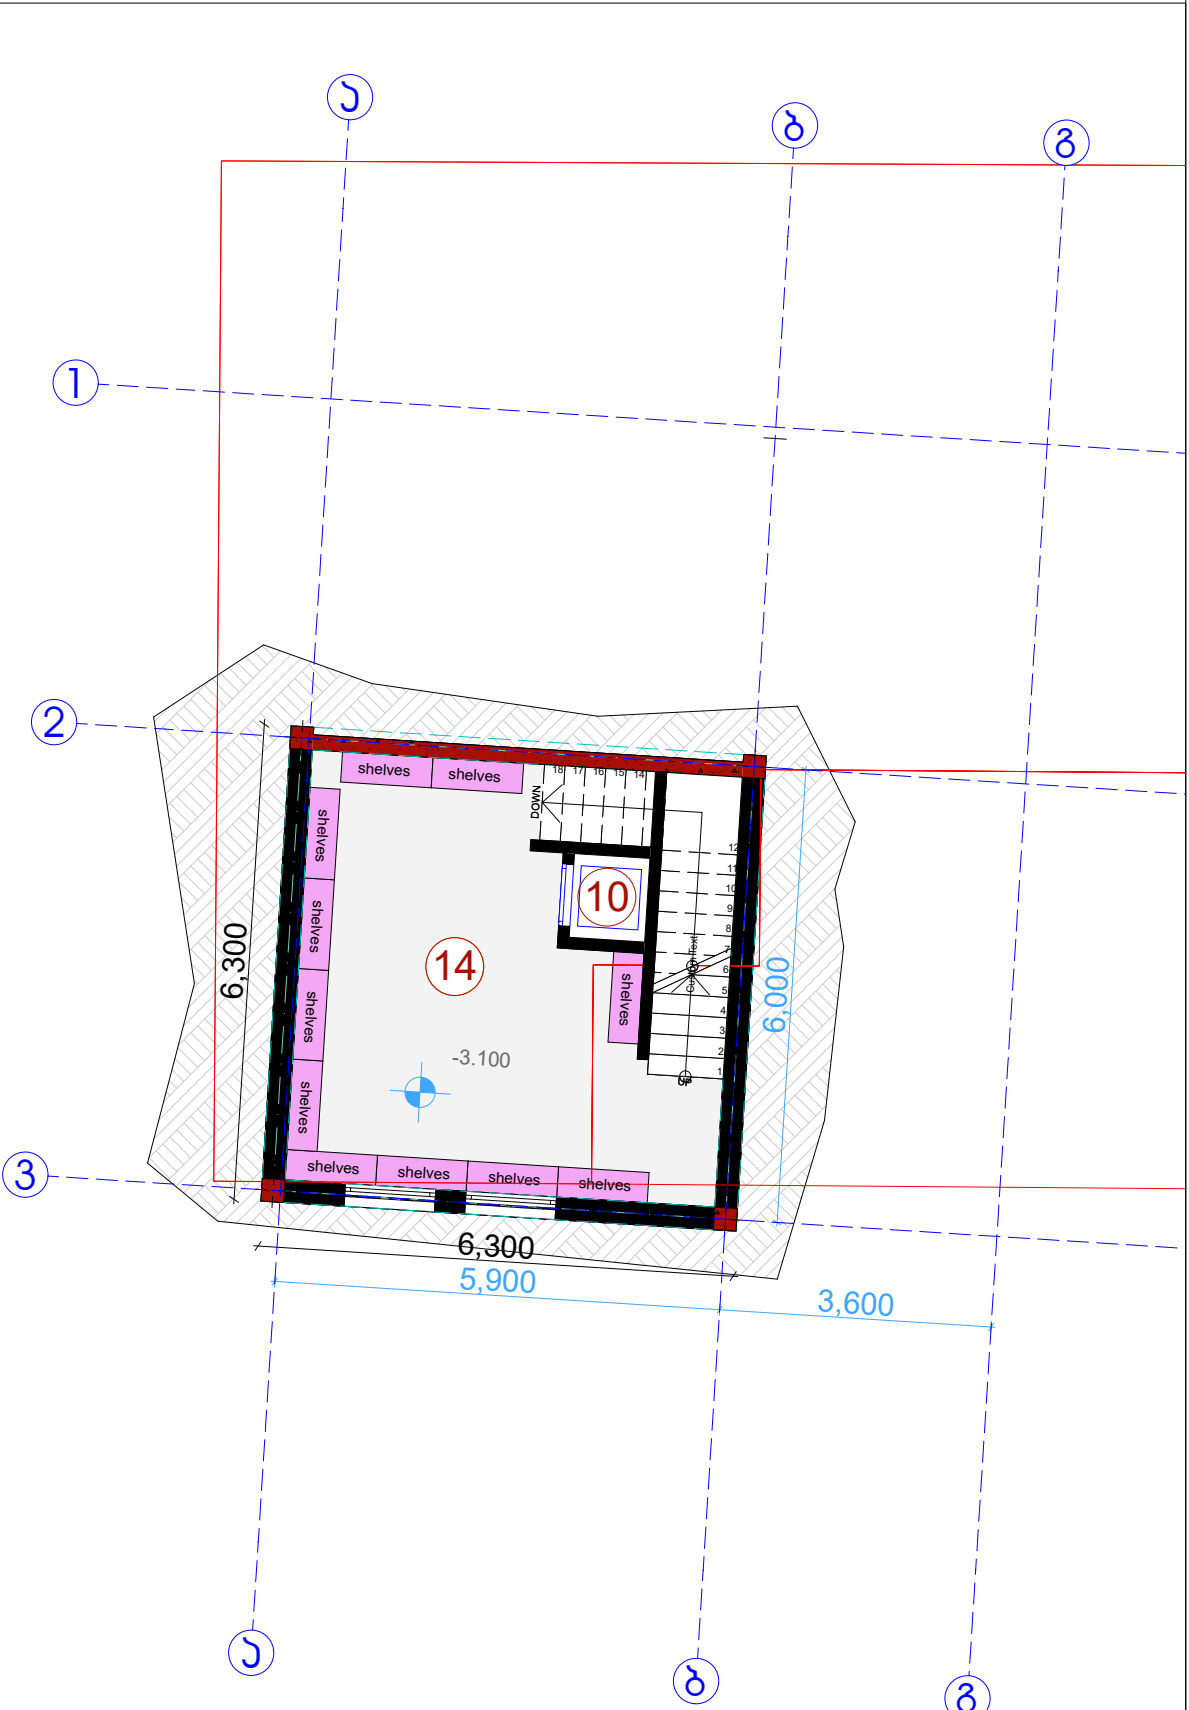 ა
ბ
გ
1
2
shelves
shelves
18
17
16
15
14
DOWN
shelves
shelves
shelves
shelves
12
11
10
9
8
7
6
5
4
3
2
1
Custom Text
UP
10
14
shelves
6,300
6,000
-3.100
3
shelves
shelves
shelves
shelves
6,300
5,900
3,600
ა
ბ
გ